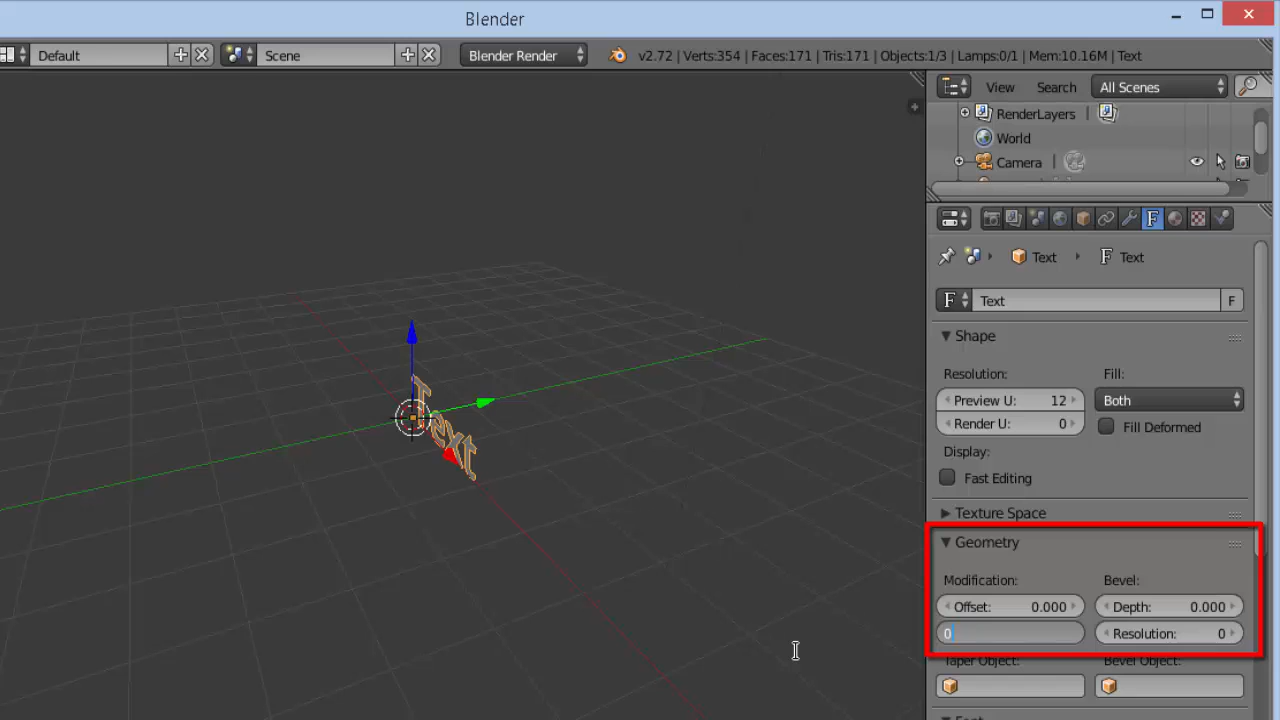 Blender
Default
Scene
Blender Render
v2.72 | Verts:354 | Faces:171 | Tris:171 | Objects:1/3 | Lamps:0/1 | Mem:10.16M | Text
View
Search
All Scenes
RenderLayers
World
Camera
Text
Text
F
Text
F
Shape
Resolution:
Fill:
Preview U: 12
Both
Render U: 0
Fill Deformed
Display:
Fast Editing
Texture Space
Geometry
Modification:
Bevel:
Offset: 0.000
Depth: 0.000
0
Resolution: 0
Taper Object:
Bevel Object:
Text